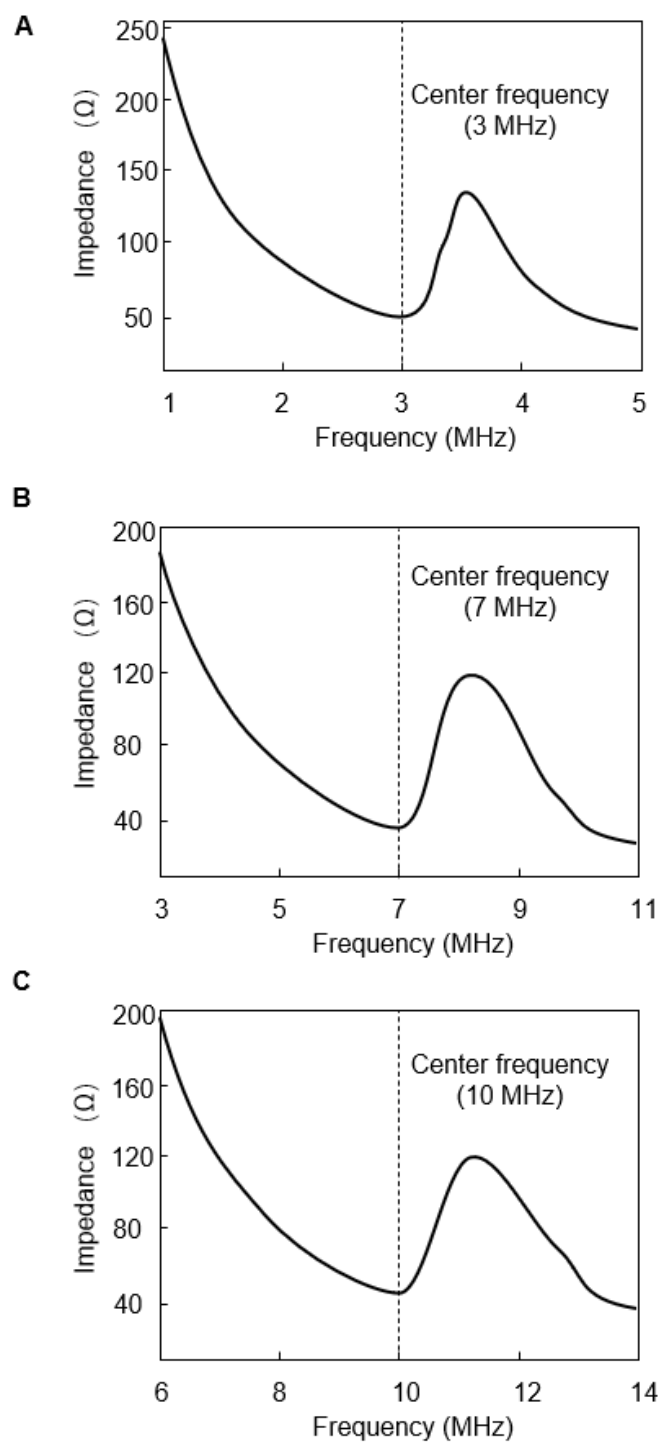 A
250
200
150
100
50
Impedance (Ω)
Center frequency
(3 MHz)
1 2 3 4 5
Frequency (MHz)
B
200
160
120
80
40
Impedance (Ω)
Center frequency
(7 MHz)
3 5 7 9 11
Frequency (MHz)
C
200
160
120
80
40
Impedance (Ω)
Center frequency
(10 MHz)
6 8 10 12 14
Frequency (MHz)